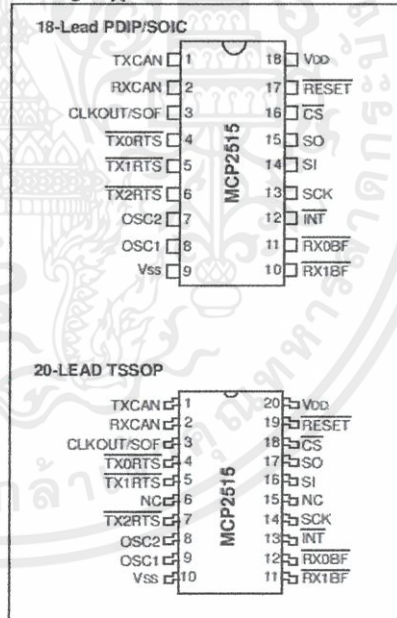 18-Lead PDIP/SOIC
TXCAN 1 18 VDD
RXCAN 2 17 RESET
CLKOUT/SOF 3 16 CS
TX0RTS 4 15 SO
TX1RTS 5 14 SI
TX2RTS 6 13 SCK
OSC2 7 12 INT
OSC1 8 11 RX0BF
Vss 9 10 RX1BF
MCP2515
20-LEAD TSSOP
TXCAN 1 20 VDD
RXCAN 2 19 RESET
CLKOUT/SOF 3 18 CS
TX0RTS 4 17 SO
TX1RTS 5 16 SI
NC 6 15 NC
TX2RTS 7 14 SCK
OSC2 8 13 INT
OSC1 9 12 RX0BF
Vss 10 11 RX1BF
MCP2515